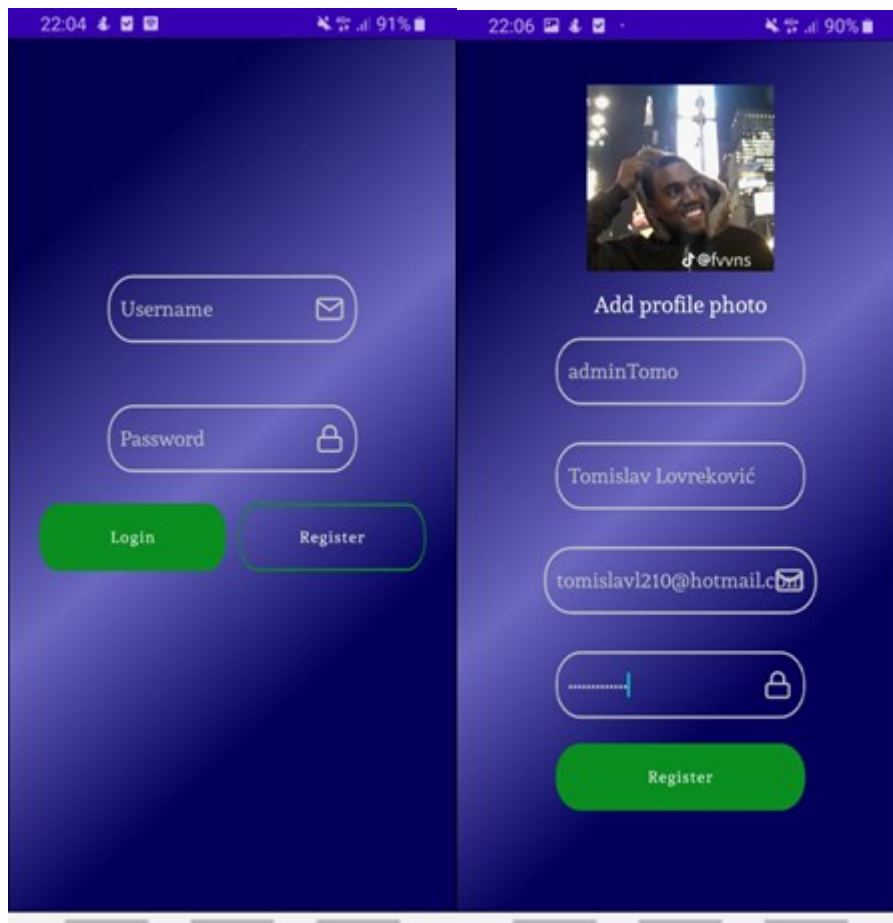 22:04
91%
Username
Password
Login
Register
22:06
90%
@fvvns
Add profile photo
adminTomo
Tomislav Lovreković
tomislavl210@hotmail.com
Register